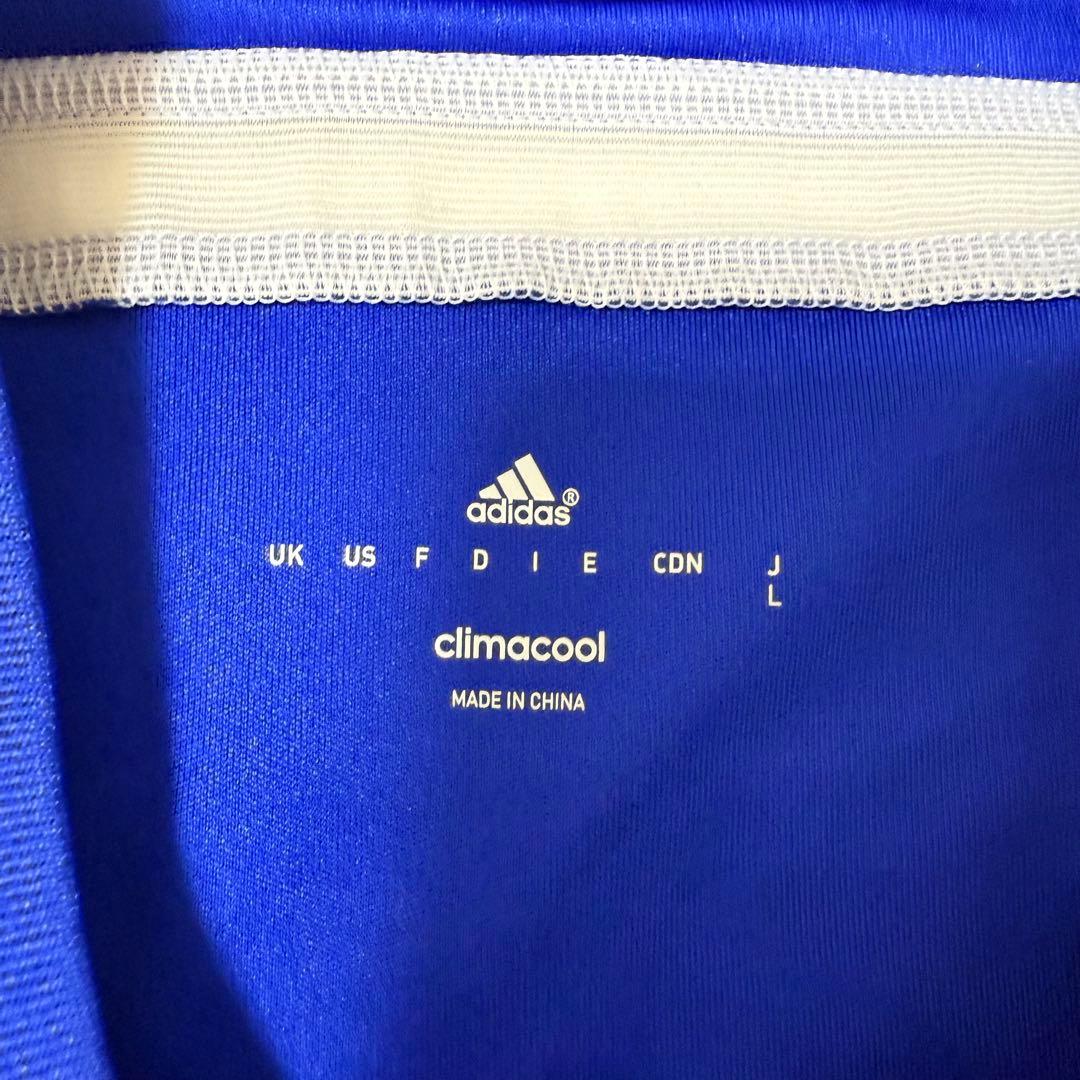 adidas®
UK US F D I E CDN J
L
climacool
MADE IN CHINA